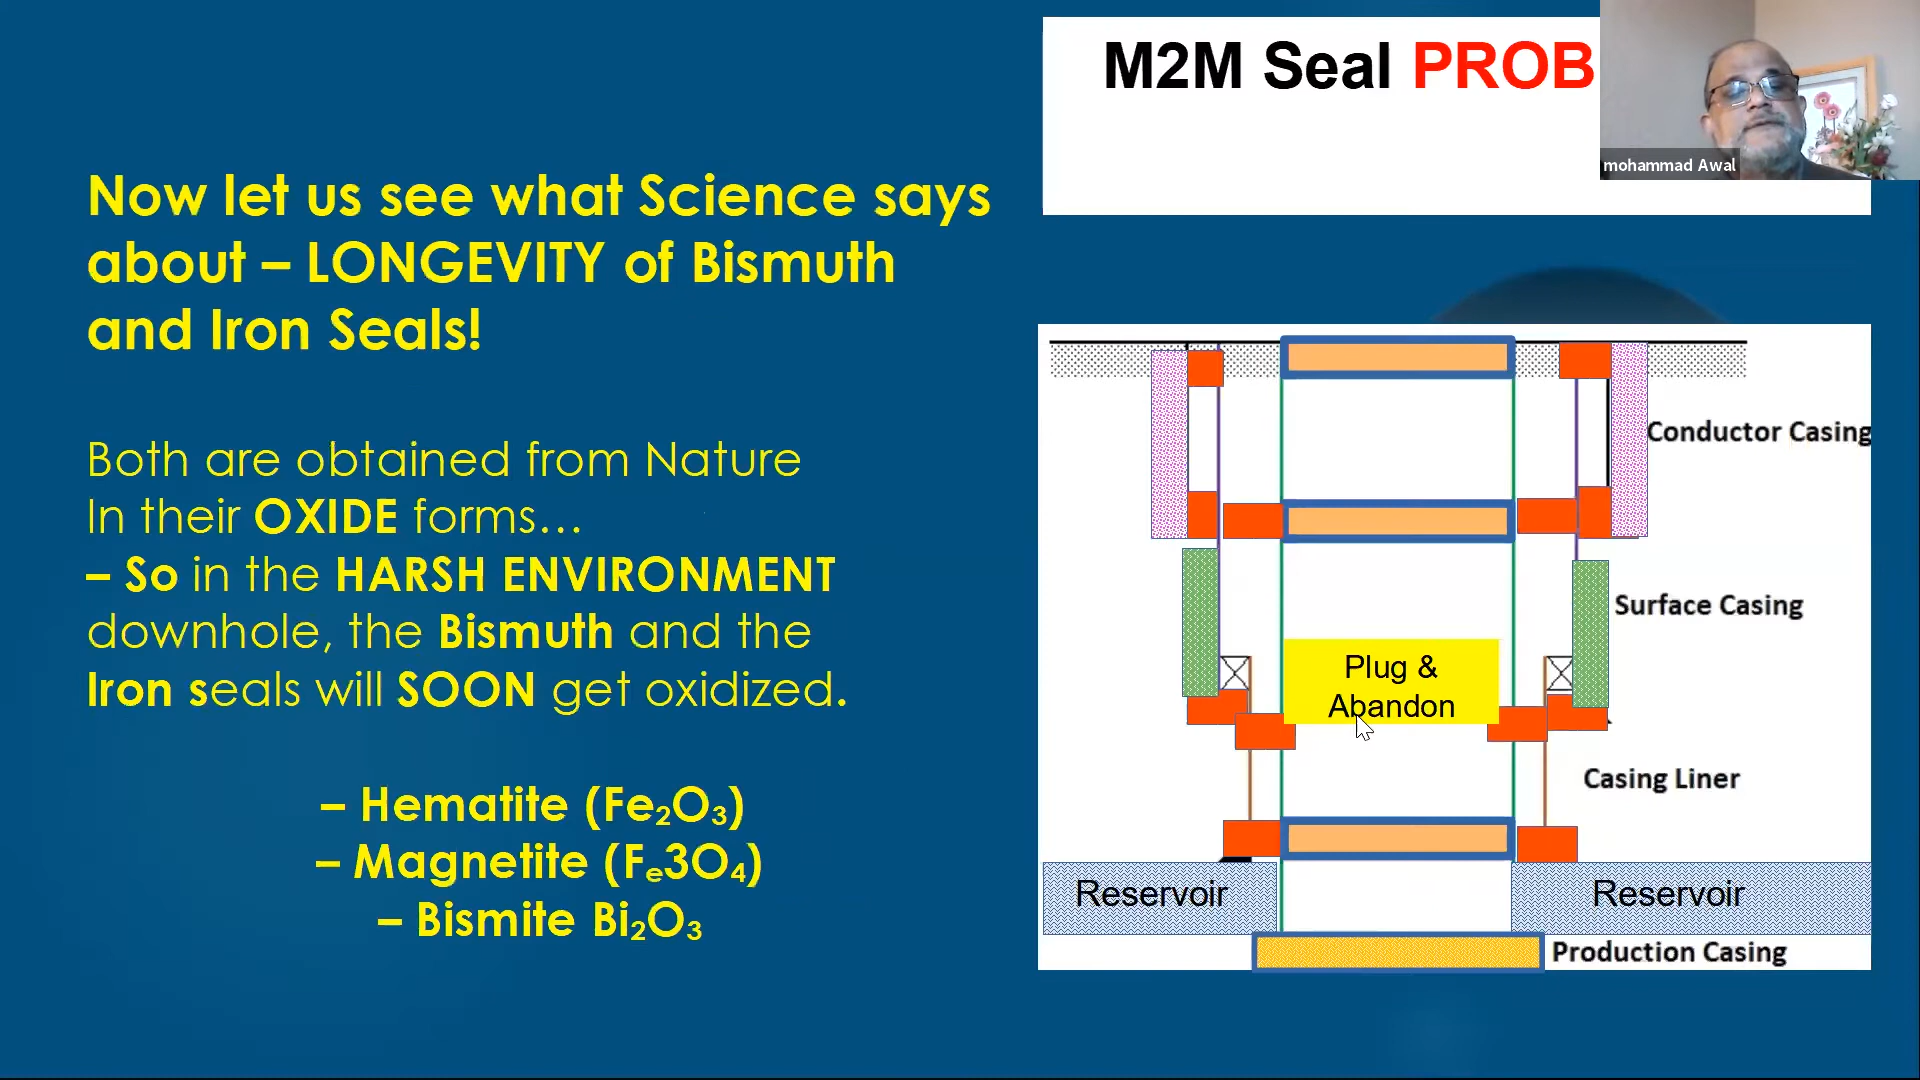 M2M Seal PROB
mohammad Awal
Now let us see what Science says
about – LONGEVITY of Bismuth
and Iron Seals!
Both are obtained from Nature
In their OXIDE forms…
– So in the HARSH ENVIRONMENT
downhole, the Bismuth and the
Iron seals will SOON get oxidized.
– Hematite (Fe₂O₃)
– Magnetite (Fₑ3O₄)
– Bismite Bi₂O₃
Conductor Casing
Surface Casing
Plug &
Abandon
Casing Liner
Reservoir
Reservoir
Production Casing